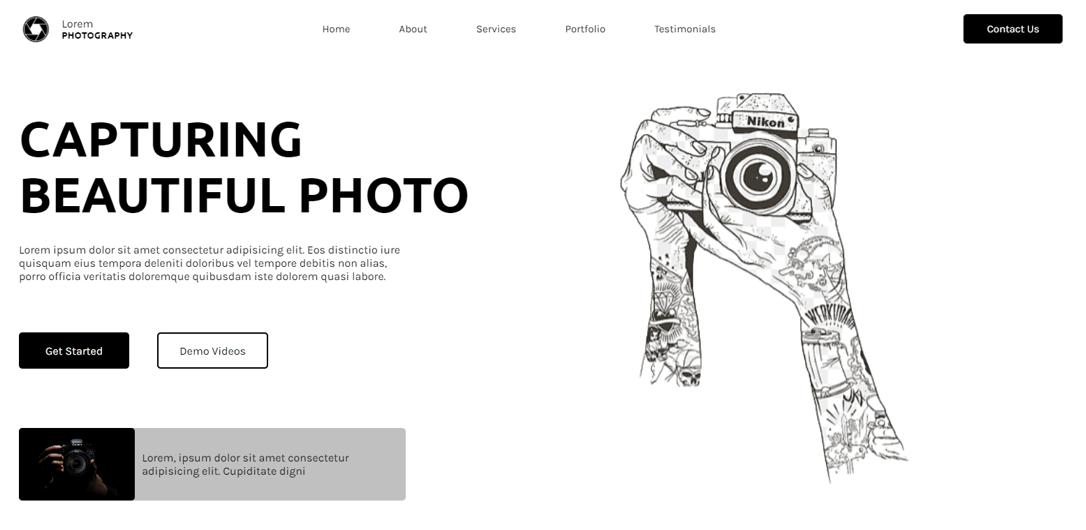 Lorem
PHOTOGRAPHY
Home
About
Services
Portfolio
Testimonials
Contact Us
CAPTURING
BEAUTIFUL PHOTO
Lorem ipsum dolor sit amet consectetur adipisicing elit. Eos distinctio iure
quisquam eius tempora deleniti doloribus vel tempore debitis non alias,
porro officia veritatis doloremque quibusdam iste dolorem quasi labore.
Get Started
Demo Videos
Lorem, ipsum dolor sit amet consectetur
adipisicing elit. Cupiditate digni
Nikon